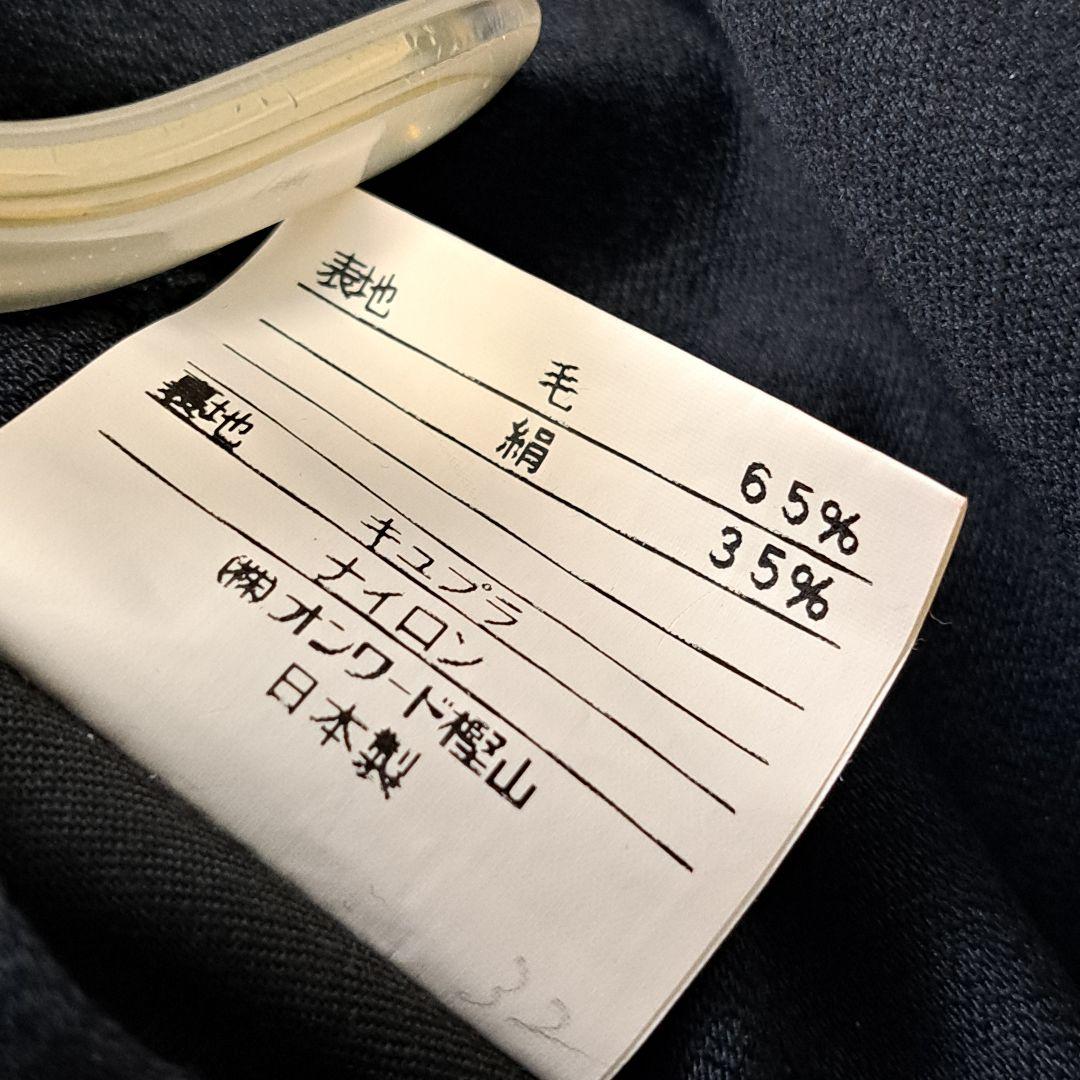 表地
毛 65%
絹 35%
裏地
キュプラ
ナイロン
(株)オンワード樫山
日本製
32